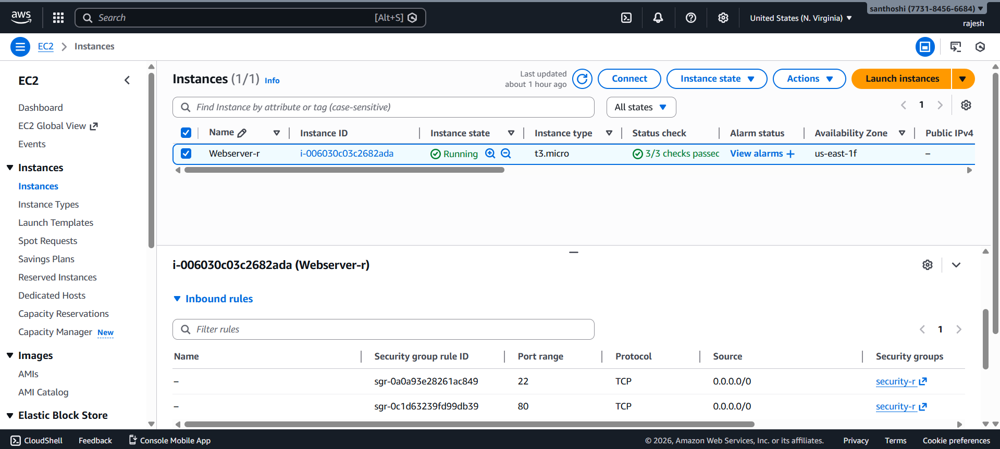 aws
Search [Alt+S]
United States (N. Virginia)
santhoshi (7731-8456-6684)
rajesh
EC2
Instances
EC2
Dashboard
EC2 Global View
Events
Instances
Instances
Instance Types
Launch Templates
Spot Requests
Savings Plans
Reserved Instances
Dedicated Hosts
Capacity Reservations
Capacity Manager New
Images
AMIs
AMI Catalog
Elastic Block Store
Instances (1/1) Info
Last updated
about 1 hour ago
Connect
Instance state
Actions
Launch instances
Find Instance by attribute or tag (case-sensitive)
All states
1
Name Instance ID Instance state Instance type Status check Alarm status Availability Zone Public IPv4
Webserver-r i-006030c03c2682ada Running t3.micro 3/3 checks passed View alarms + us-east-1f –
i-006030c03c2682ada (Webserver-r)
Inbound rules
Filter rules
1
Name Security group rule ID Port range Protocol Source Security groups
– sgr-0a0a93e28261ac849 22 TCP 0.0.0.0/0 security-r
– sgr-0c1d63239fd99db39 80 TCP 0.0.0.0/0 security-r
CloudShell Feedback Console Mobile App © 2026, Amazon Web Services, Inc. or its affiliates. Privacy Terms Cookie preferences